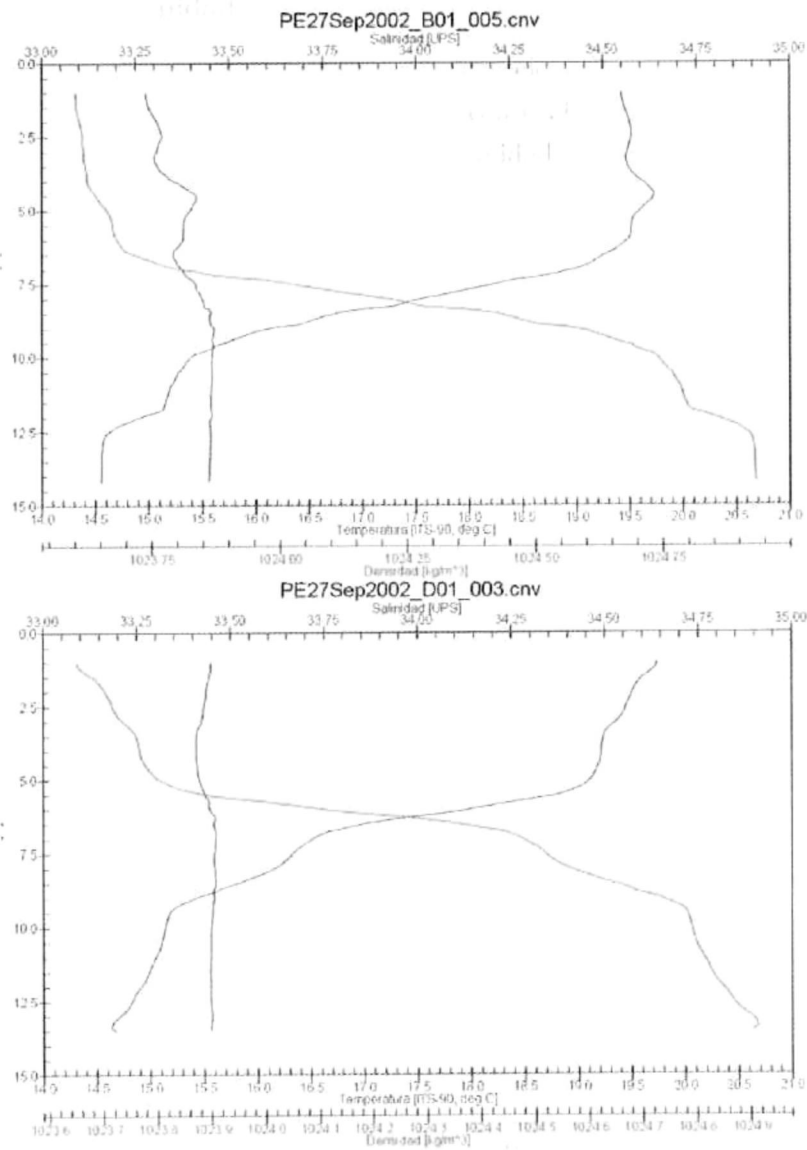 PE27Sep2002_B01_005.cnv
Salinidad [UPS]
33.00 33.25 33.50 33.75 34.00 34.25 34.50 34.75 35.00
0.0
2.5
5.0
7.5
10.0
12.5
15.0
14.0 14.5 15.0 15.5 16.0 16.5 17.0 17.5 18.0 18.5 19.0 19.5 20.0 20.5 21.0
Temperatura [ITS-90, deg C]
1023.75 1024.00 1024.25 1024.50 1024.75
Densidad [kg/m^3]
PE27Sep2002_D01_003.cnv
Salinidad [UPS]
33.00 33.25 33.50 33.75 34.00 34.25 34.50 34.75 35.00
0.0
2.5
5.0
7.5
10.0
12.5
15.0
14.0 14.5 15.0 15.5 16.0 16.5 17.0 17.5 18.0 18.5 19.0 19.5 20.0 20.5 21.0
Temperatura [ITS-90, deg C]
1023.6 1023.7 1023.8 1023.9 1024.0 1024.1 1024.2 1024.3 1024.4 1024.5 1024.6 1024.7 1024.8 1024.9
Densidad [kg/m^3]